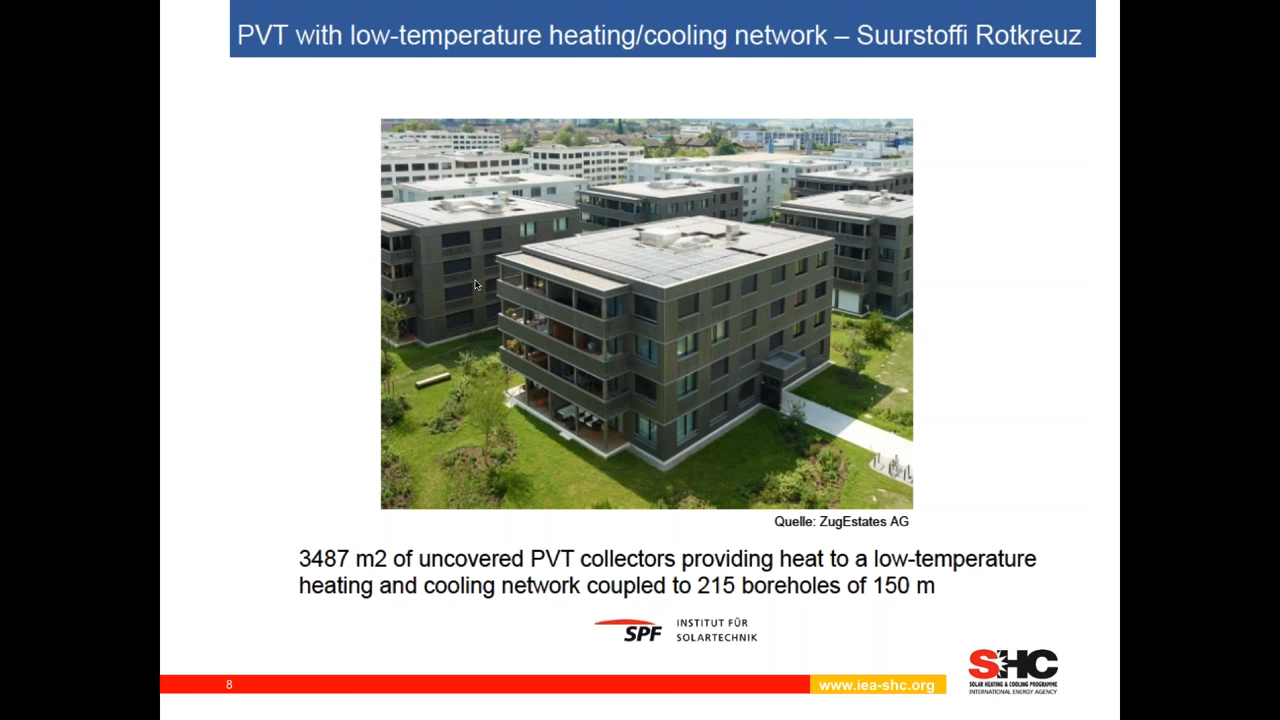 PVT with low-temperature heating/cooling network – Suurstoffi Rotkreuz
Quelle: ZugEstates AG
3487 m2 of uncovered PVT collectors providing heat to a low-temperature
heating and cooling network coupled to 215 boreholes of 150 m
SPF INSTITUT FÜR
SOLARTECHNIK
SHC
SOLAR HEATING & COOLING PROGRAMME
INTERNATIONAL ENERGY AGENCY
8
www.iea-shc.org